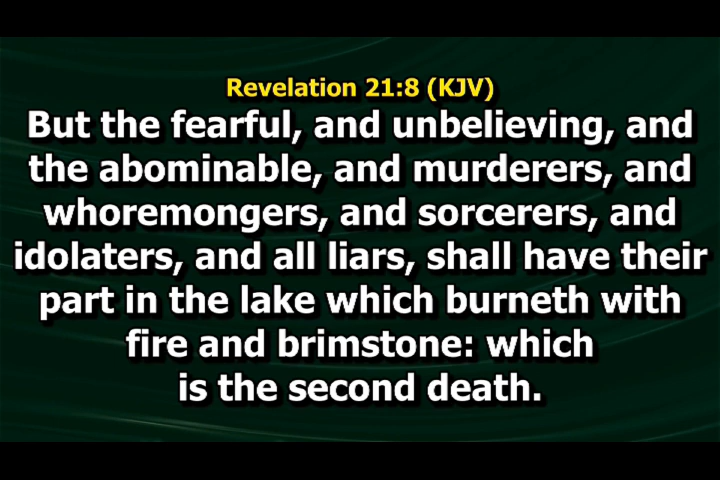 Revelation 21:8 (KJV)
But the fearful, and unbelieving, and
the abominable, and murderers, and
whoremongers, and sorcerers, and
idolaters, and all liars, shall have their
part in the lake which burneth with
fire and brimstone: which
is the second death.